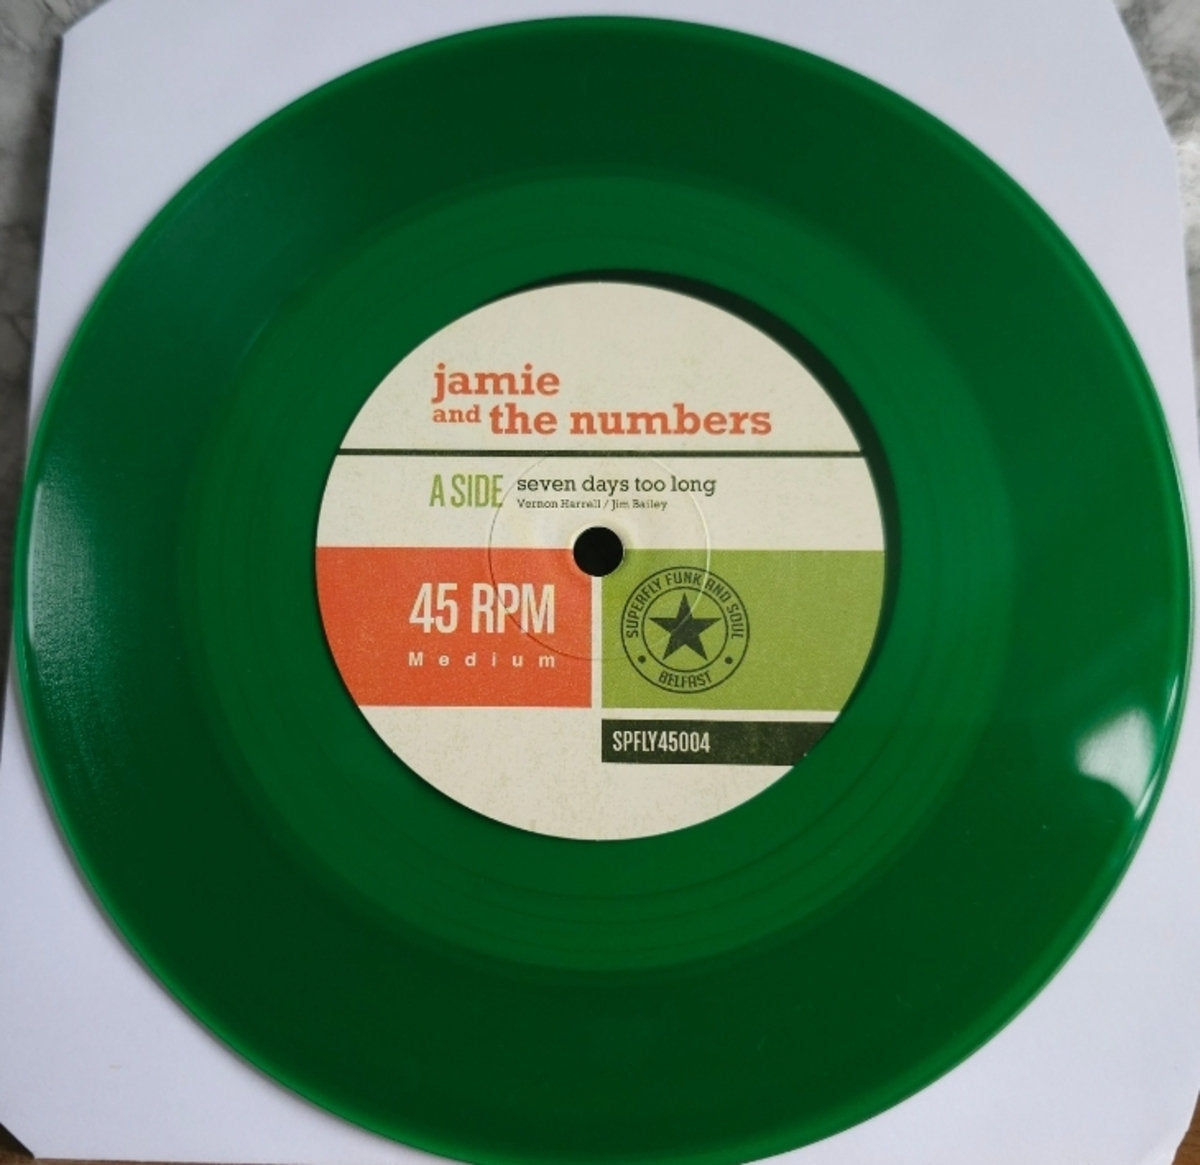 jamie
and the numbers
A SIDE seven days too long
Vernon Harrell / Jim Bailey
45 RPM
Medium
SUPERFLY FUNK AND SOUL
BELFAST
SPFLY45004